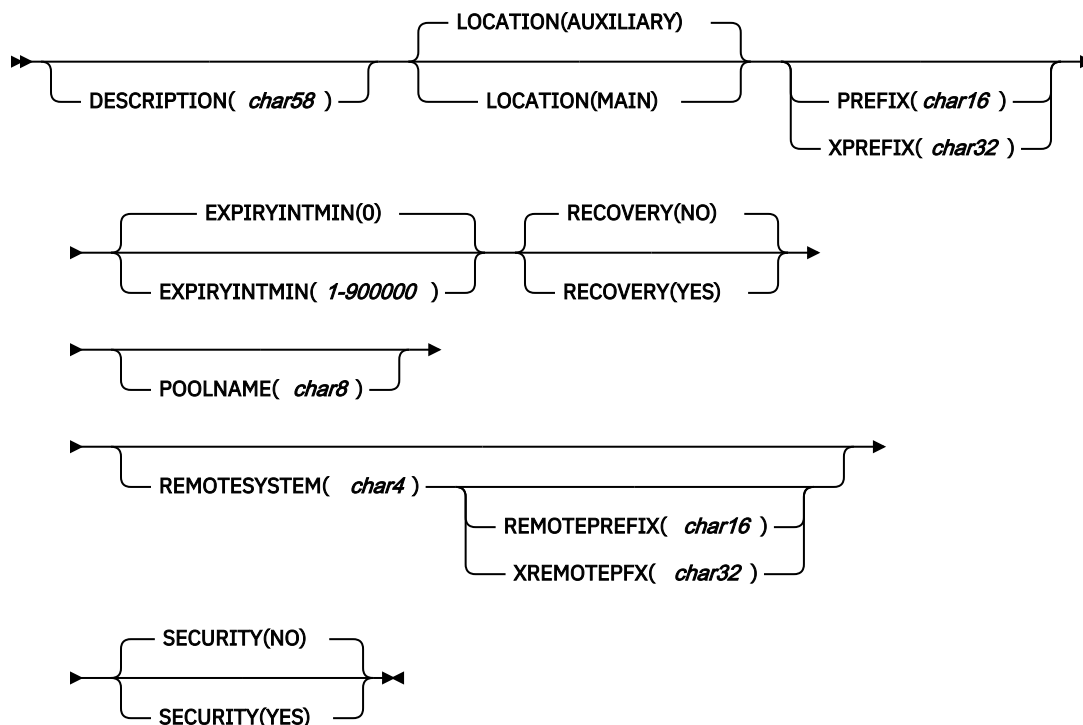 LOCATION(AUXILIARY)
DESCRIPTION( char58 )
LOCATION(MAIN)
PREFIX( char16 )
XPREFIX( char32 )
EXPIRYINTMIN(0)
RECOVERY(NO)
EXPIRYINTMIN( 1-900000 )
RECOVERY(YES)
POOLNAME( char8 )
REMOTESYSTEM( char4 )
REMOTEPREFIX( char16 )
XREMOTEPFX( char32 )
SECURITY(NO)
SECURITY(YES)